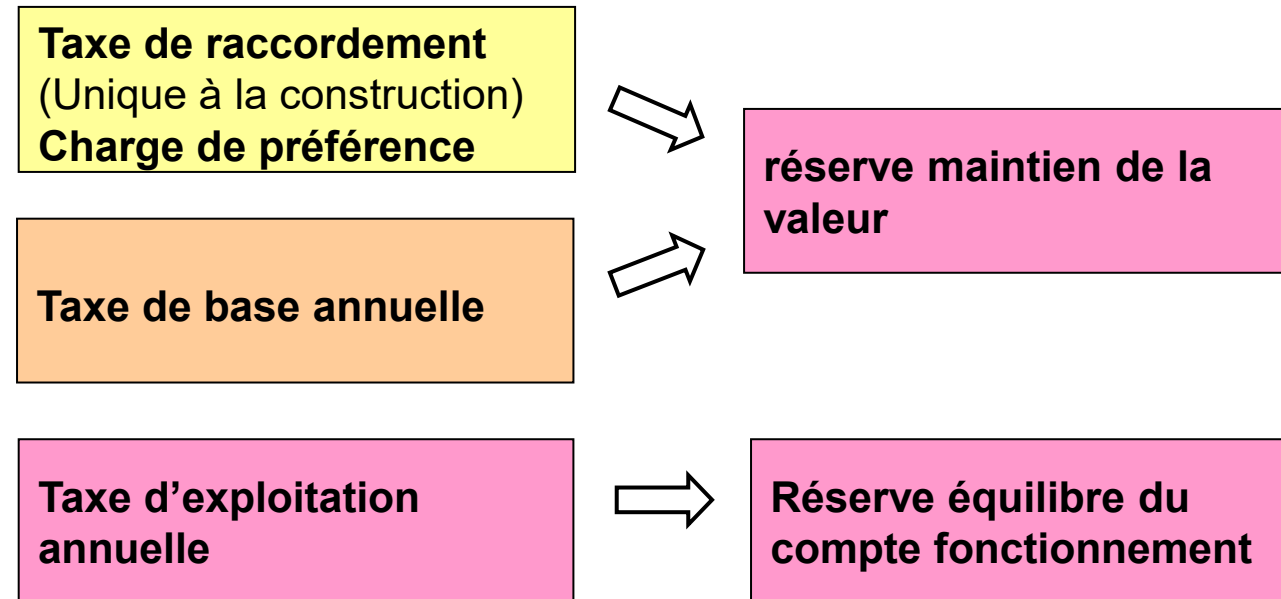 Taxe de raccordement
(Unique à la construction)
Charge de préférence
réserve maintien de la
valeur
Taxe de base annuelle
Taxe d’exploitation
annuelle
Réserve équilibre du
compte fonctionnement